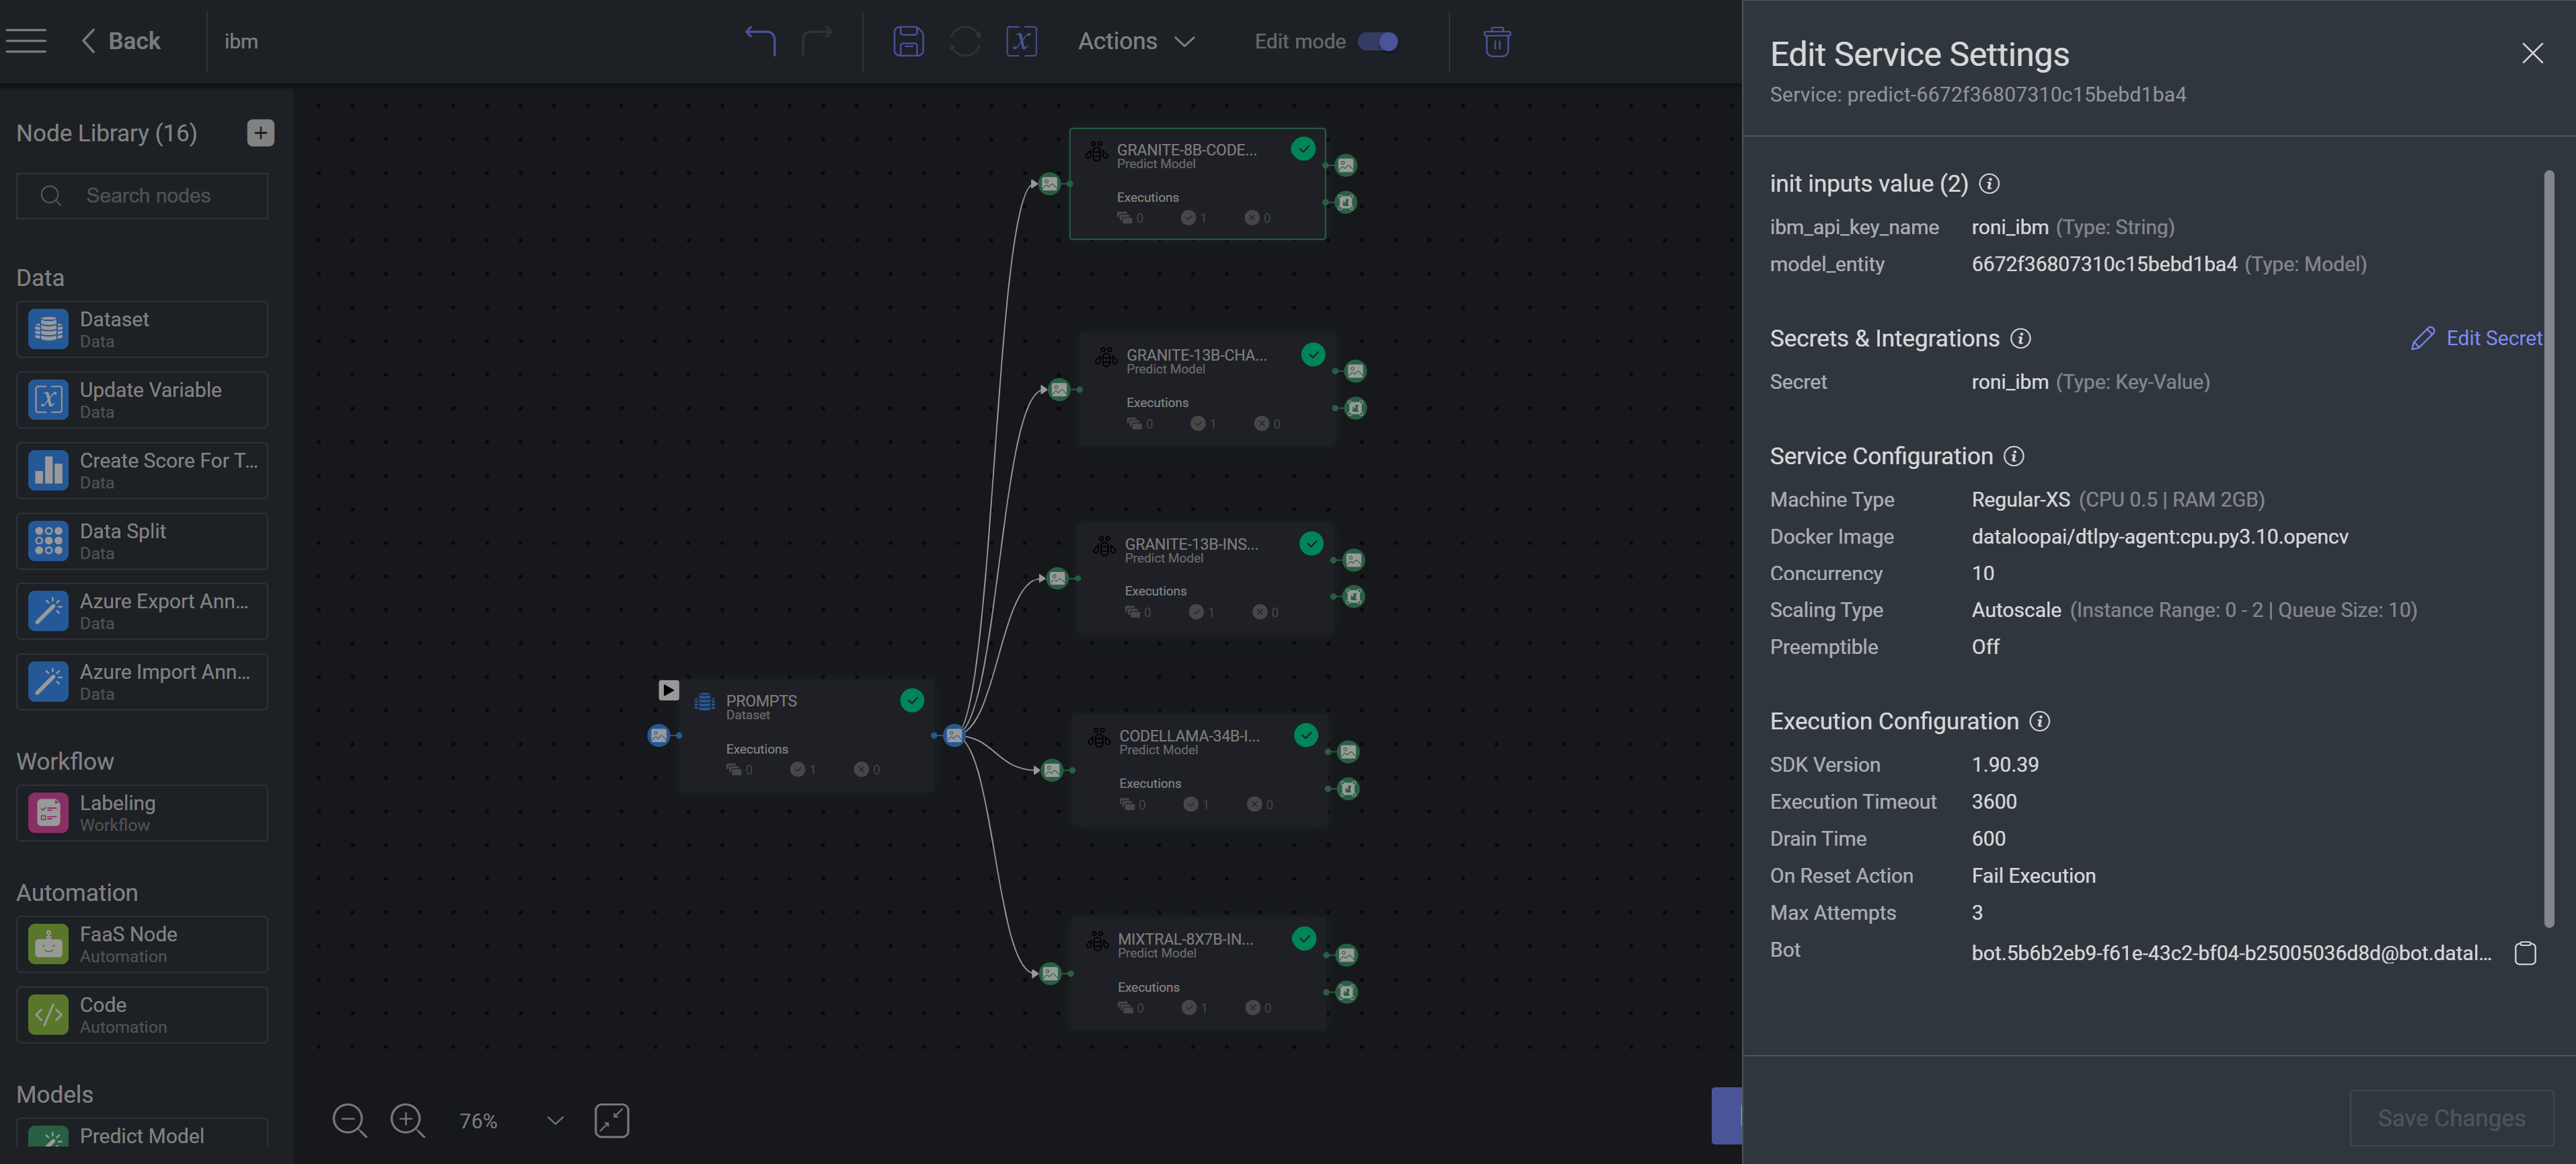 Back
ibm
Actions
Edit mode
Node Library (16)
Search nodes
Data
Dataset
Data
Update Variable
Data
Create Score For T...
Data
Data Split
Data
Azure Export Ann...
Data
Azure Import Ann...
Data
Workflow
Labeling
Workflow
Automation
FaaS Node
Automation
Code
Automation
Models
Predict Model
PROMPTS
Dataset
Executions
0 1 0
GRANITE-8B-CODE...
Predict Model
Executions
0 1 0
GRANITE-13B-CHA...
Predict Model
Executions
0 1 0
GRANITE-13B-INS...
Predict Model
Executions
0 1 0
CODELLAMA-34B-I...
Predict Model
Executions
0 1 0
MIXTRAL-8X7B-IN...
Predict Model
Executions
0 1 0
76%
Edit Service Settings
Service: predict-6672f36807310c15bebd1ba4
init inputs value (2)
ibm_api_key_name roni_ibm (Type: String)
model_entity 6672f36807310c15bebd1ba4 (Type: Model)
Secrets & Integrations Edit Secret
Secret roni_ibm (Type: Key-Value)
Service Configuration
Machine Type Regular-XS (CPU 0.5 | RAM 2GB)
Docker Image dataloopai/dtlpy-agent:cpu.py3.10.opencv
Concurrency 10
Scaling Type Autoscale (Instance Range: 0 - 2 | Queue Size: 10)
Preemptible Off
Execution Configuration
SDK Version 1.90.39
Execution Timeout 3600
Drain Time 600
On Reset Action Fail Execution
Max Attempts 3
Bot bot.5b6b2eb9-f61e-43c2-bf04-b25005036d8d@bot.datal...
Save Changes